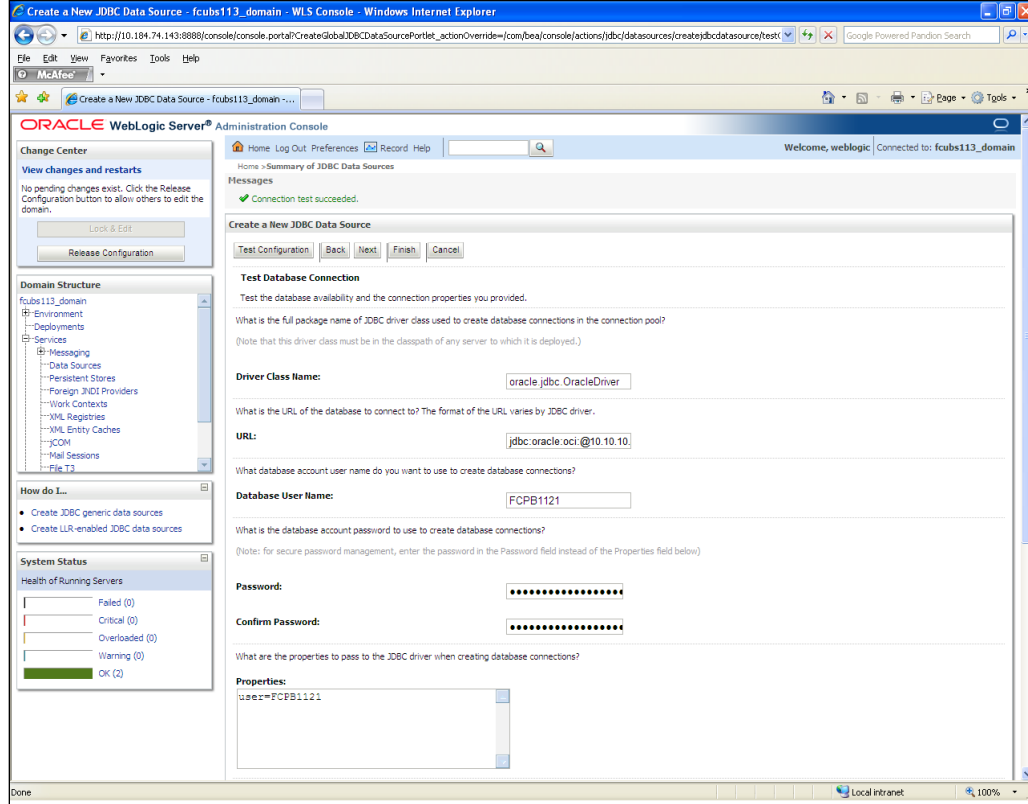 Create a New JDBC Data Source - fcubs113_domain - WLS Console - Windows Internet Explorer
http://10.184.74.143:8888/console/console.portal?CreateGlobalJDBCDataSourcePortlet_actionOverride=/com/bea/console/actions/jdbc/datasources/createjdbcdatasource/test(
Google Powered Pandion Search
File Edit View Favorites Tools Help
McAfee
Create a New JDBC Data Source - fcubs113_domain -...
Page Tools
ORACLE WebLogic Server® Administration Console
Change Center
View changes and restarts
No pending changes exist. Click the Release
Configuration button to allow others to edit the
domain.
Lock & Edit
Release Configuration
Domain Structure
fcubs113_domain
Environment
Deployments
Services
Messaging
Data Sources
Persistent Stores
Foreign JNDI Providers
Work Contexts
XML Registries
XML Entity Caches
jCOM
Mail Sessions
File T3
How do I...
Create JDBC generic data sources
Create LLR-enabled JDBC data sources
System Status
Health of Running Servers
Failed (0)
Critical (0)
Overloaded (0)
Warning (0)
OK (2)
Home Log Out Preferences Record Help
Welcome, weblogic Connected to: fcubs113_domain
Home >Summary of JDBC Data Sources
Messages
Connection test succeeded.
Create a New JDBC Data Source
Test Configuration Back Next Finish Cancel
Test Database Connection
Test the database availability and the connection properties you provided.
What is the full package name of JDBC driver class used to create database connections in the connection pool?
(Note that this driver class must be in the classpath of any server to which it is deployed.)
Driver Class Name: oracle.jdbc.OracleDriver
What is the URL of the database to connect to? The format of the URL varies by JDBC driver.
URL: jdbc:oracle:oci:@10.10.10.
What database account user name do you want to use to create database connections?
Database User Name: FCPB1121
What is the database account password to use to create database connections?
(Note: for secure password management, enter the password in the Password field instead of the Properties field below)
Password:
Confirm Password:
What are the properties to pass to the JDBC driver when creating database connections?
Properties:
user=FCPB1121
Done
Local intranet
100%